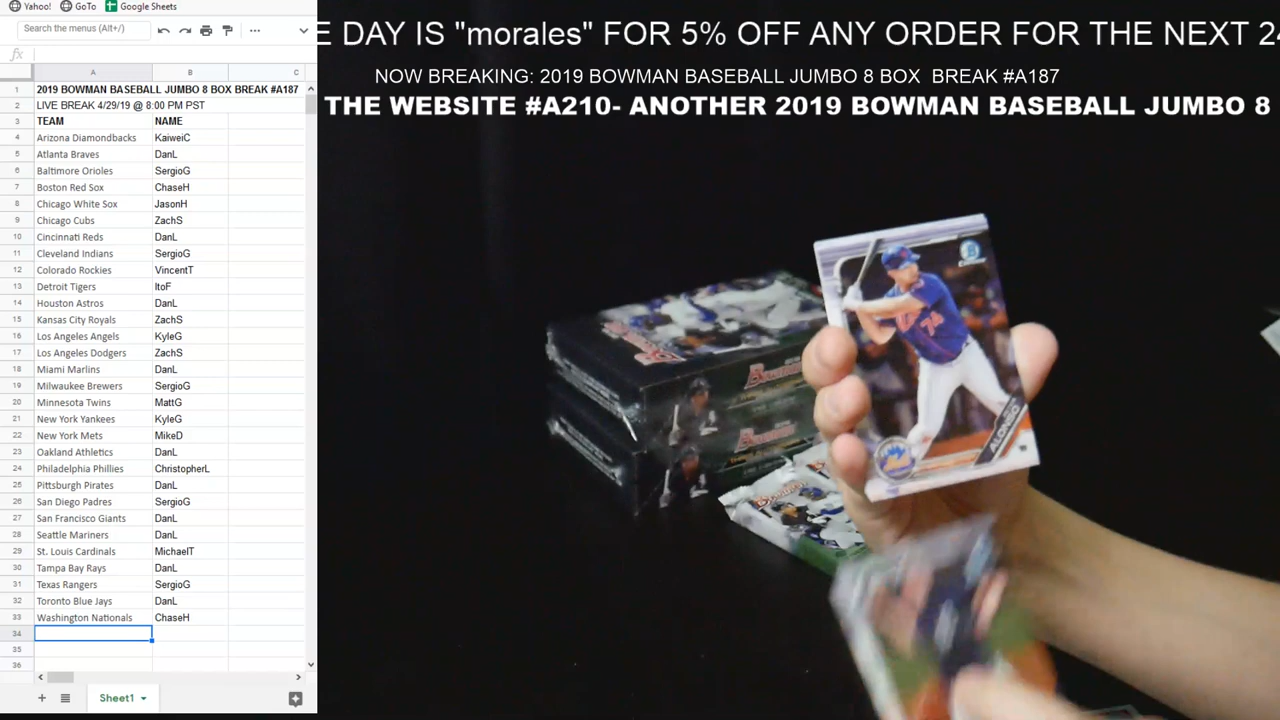 Yahoo! GoTo Google Sheets
E DAY IS "morales" FOR 5% OFF ANY ORDER FOR THE NEXT 24
Search the menus (Alt+/)
fx
NOW BREAKING: 2019 BOWMAN BASEBALL JUMBO 8 BOX BREAK #A187
THE WEBSITE #A210- ANOTHER 2019 BOWMAN BASEBALL JUMBO 8
A B C
1 2019 BOWMAN BASEBALL JUMBO 8 BOX BREAK #A187
2 LIVE BREAK 4/29/19 @ 8:00 PM PST
3 TEAM NAME
4 Arizona Diamondbacks KaiweiC
5 Atlanta Braves DanL
6 Baltimore Orioles SergioG
7 Boston Red Sox ChaseH
8 Chicago White Sox JasonH
9 Chicago Cubs ZachS
10 Cincinnati Reds DanL
11 Cleveland Indians SergioG
12 Colorado Rockies VincentT
13 Detroit Tigers ItoF
14 Houston Astros DanL
15 Kansas City Royals ZachS
16 Los Angeles Angels KyleG
17 Los Angeles Dodgers ZachS
18 Miami Marlins DanL
19 Milwaukee Brewers SergioG
20 Minnesota Twins MattG
21 New York Yankees KyleG
22 New York Mets MikeD
23 Oakland Athletics DanL
24 Philadelphia Phillies ChristopherL
25 Pittsburgh Pirates DanL
26 San Diego Padres SergioG
27 San Francisco Giants DanL
28 Seattle Mariners DanL
29 St. Louis Cardinals MichaelT
30 Tampa Bay Rays DanL
31 Texas Rangers SergioG
32 Toronto Blue Jays DanL
33 Washington Nationals ChaseH
34
35
36
Sheet1
BOWMAN
BOWMAN
ALONSO
74